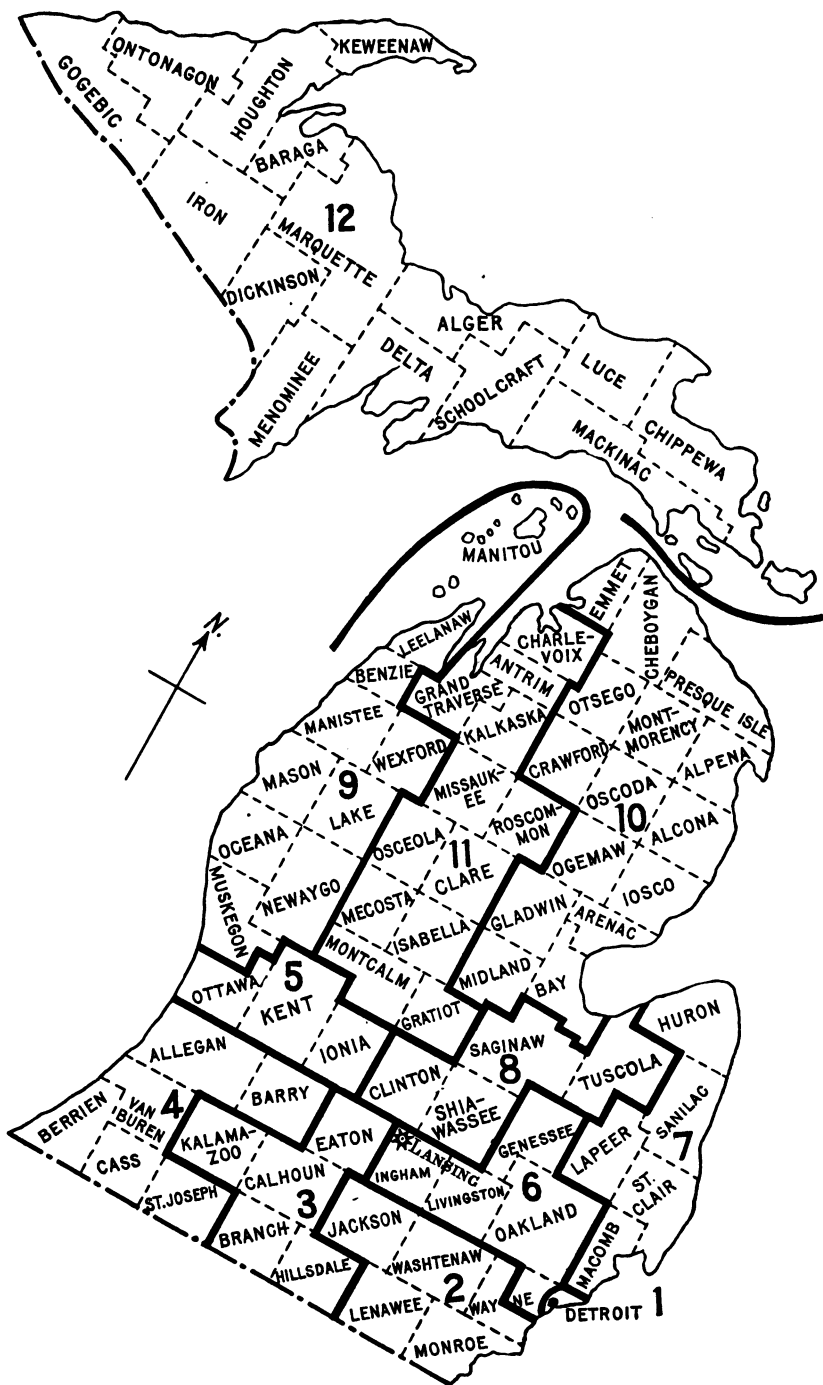 KEWEENAW
ONTONAGON
GOGEBIC
HOUGHTON
BARAGA
IRON
12
MARQUETTE
DICKINSON
ALGER
DELTA
LUCE
SCHOOLCRAFT
MENOMINEE
CHIPPEWA
MACKINAC
MANITOU
N.
EMMET
CHEBOYGAN
LEELANAW
CHARLE-
VOIX
BENZIE
ANTRIM
GRAND
TRAVERSE
OTSEGO
PRESQUE ISLE
MANISTEE
KALKASKA
MONT-
MORENCY
WEXFORD
CRAWFORD
ALPENA
MASON
9
MISSAUK-
EE
OSCODA
LAKE
ROSCOM-
MON
10
ALCONA
OCEANA
OSCEOLA
11
CLARE
OGEMAW
IOSCO
MUSKEGON
NEWAYGO
MECOSTA
GLADWIN
ARENAC
ISABELLA
MONTCALM
MIDLAND
BAY
5
OTTAWA
KENT
GRATIOT
HURON
ALLEGAN
IONIA
SAGINAW
8
TUSCOLA
CLINTON
SANILAC
BARRY
SHIA-
WASSEE
4
VAN
BUREN
BERRIEN
KALAMA-
ZOO
EATON
GENESSEE
LAPEER
7
LANSING
CASS
CALHOUN
INGHAM
LIVINGSTON
6
ST.
CLAIR
ST. JOSEPH
3
OAKLAND
BRANCH
JACKSON
MACOMB
HILLSDALE
WASHTENAW
2
LENAWEE
WAYNE
DETROIT 1
MONROE